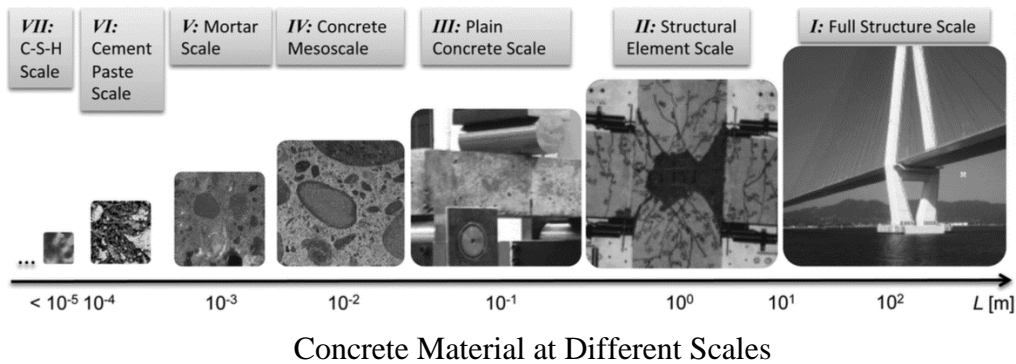 VII:
C-S-H
Scale
VI:
Cement
Paste
Scale
V: Mortar
Scale
IV: Concrete
Mesoscale
III: Plain
Concrete Scale
II: Structural
Element Scale
I: Full Structure Scale
...
< 10⁻⁵ 10⁻⁴ 10⁻³ 10⁻² 10⁻¹ 10⁰ 10¹ 10² L [m]
Concrete Material at Different Scales